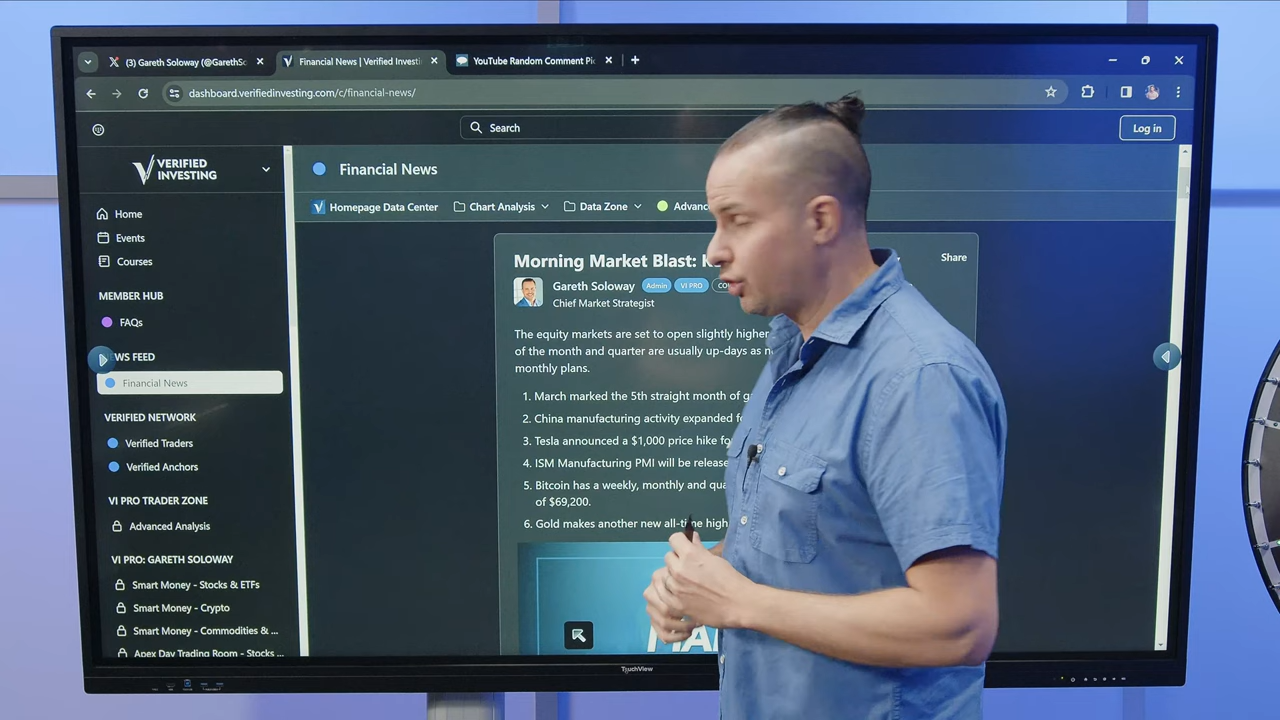 (3) Gareth Soloway (@GarethSc
Financial News | Verified Investi
YouTube Random Comment Pic
dashboard.verifiedinvesting.com/c/financial-news/
Search
Log in
VERIFIED
INVESTING
Financial News
Homepage Data Center
Chart Analysis
Data Zone
Advanc
Home
Events
Courses
MEMBER HUB
FAQs
WS FEED
Financial News
VERIFIED NETWORK
Verified Traders
Verified Anchors
VI PRO TRADER ZONE
Advanced Analysis
VI PRO: GARETH SOLOWAY
Smart Money - Stocks & ETFs
Smart Money - Crypto
Smart Money - Commodities & ...
Apex Day Trading Room - Stocks ...
Morning Market Blast:
Share
Gareth Soloway
Admin
VI PRO
Chief Market Strategist
The equity markets are set to open slightly higher
of the month and quarter are usually up-days as
monthly plans.
1. March marked the 5th straight month of
2. China manufacturing activity expanded
3. Tesla announced a $1,000 price hike
4. ISM Manufacturing PMI will be release
5. Bitcoin has a weekly, monthly and
of $69,200.
6. Gold makes another new all-time high
TouchView